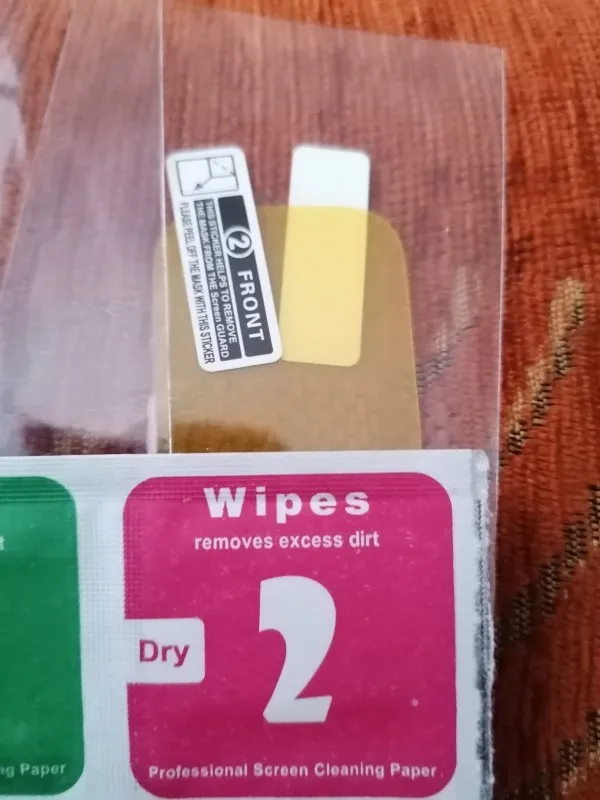 2 FRONT
THIS STICKER HELPS TO REMOVE
THE MASK FROM THE Screen GUARD
PLEASE PEEL OFF THE MASK WITH THIS STICKER
Wipes
removes excess dirt
2
Dry
Professional Screen Cleaning Paper
Paper